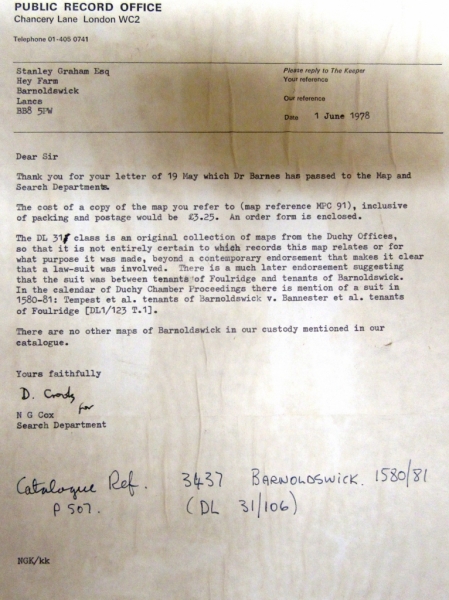 PUBLIC RECORD OFFICE
Chancery Lane London WC2
Telephone 01-405 0741
Stanley Graham Esq
Hey Farm
Barnoldswick
Lancs
BB8 5PW
Please reply to The Keeper
Your reference
Our reference
Date 1 June 1978
Dear Sir
Thank you for your letter of 19 May which Dr Barnes has passed to the Map and
Search Department.
The cost of a copy of the map you refer to (map reference MPC 91), inclusive
of packing and postage would be £3.25. An order form is enclosed.
The DL 31 class is an original collection of maps from the Duchy Offices,
so that it is not entirely certain to which records this map relates or for
what purpose it was made, beyond a contemporary endorsement that makes it clear
that a law-suit was involved. There is a much later endorsement suggesting
that the suit was between tenants of Foulridge and tenants of Barnoldswick.
In the calendar of Duchy Chamber Proceedings there is mention of a suit in
1580-81: Tempest et al. tenants of Barnoldswick v. Bannester et al. tenants
of Foulridge [DL1/123 T.1].
There are no other maps of Barnoldswick in our custody mentioned in our
catalogue.
Yours faithfully
D. for
N G Cox
Search Department
Catalogue Ref. 3437 BARNOLDSWICK. 1580/81
P 507. (DL 31/106)
NGK/kk